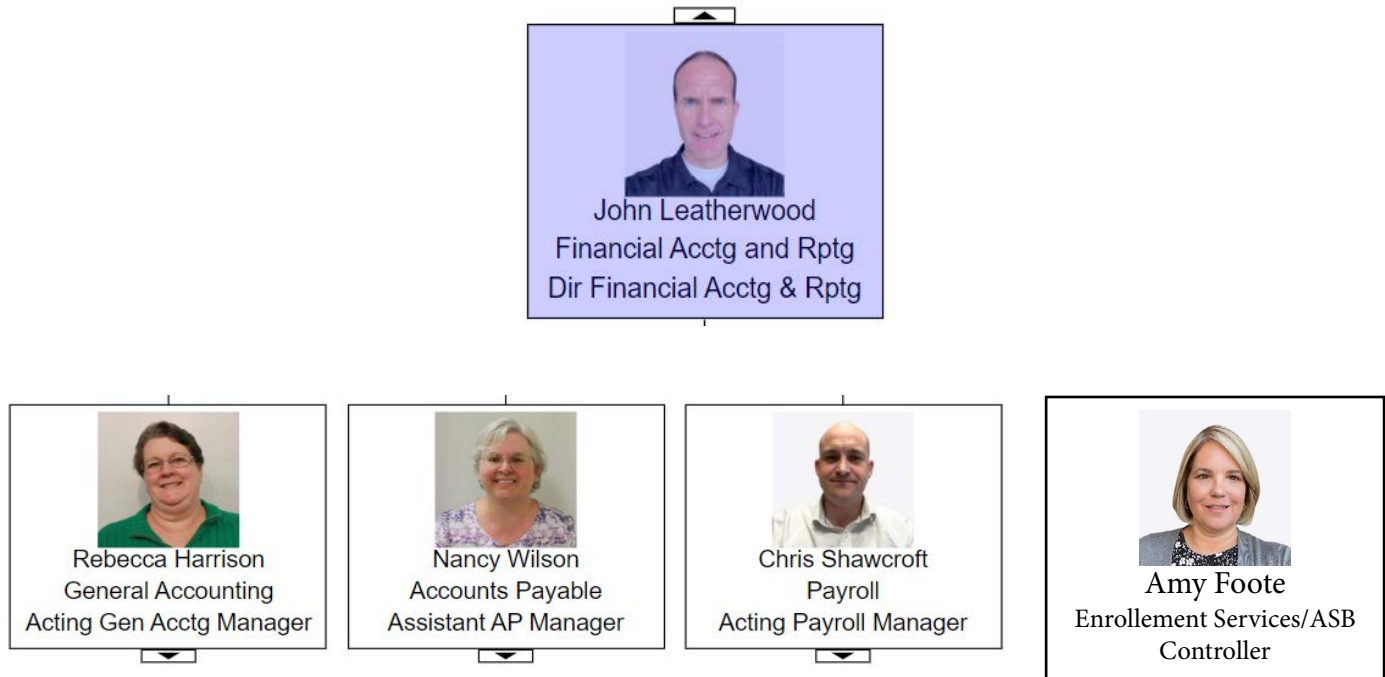 John Leatherwood
Financial Acctg and Rptg
Dir Financial Acctg & Rptg
Rebecca Harrison
General Accounting
Acting Gen Acctg Manager
Nancy Wilson
Accounts Payable
Assistant AP Manager
Chris Shawcroft
Payroll
Acting Payroll Manager
Amy Foote
Enrollement Services/ASB
Controller